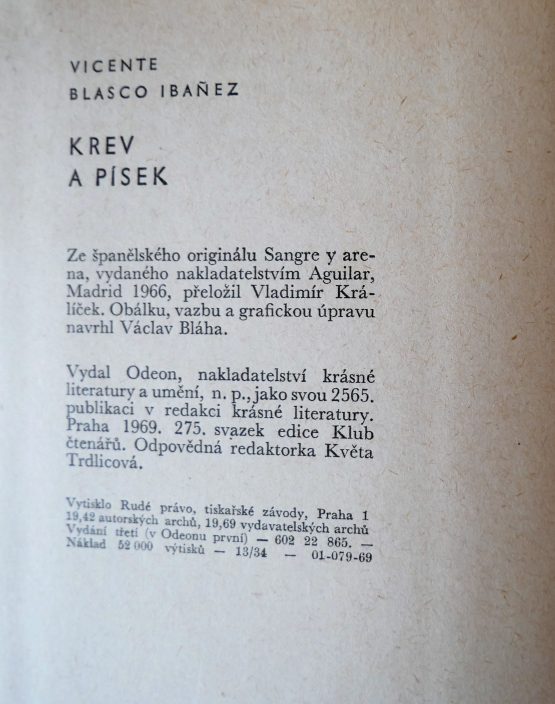 VICENTE
BLASCO IBAÑEZ
KREV
A PÍSEK
Ze španělského originálu Sangre y are-
na, vydaného nakladatelstvím Aguilar,
Madrid 1966, přeložil Vladimír Krá-
líček. Obálku, vazbu a grafickou úpravu
navrhl Václav Bláha.
Vydal Odeon, nakladatelství krásné
literatury a umění, n. p., jako svou 2565.
publikaci v redakci krásné literatury.
Praha 1969. 275. svazek edice Klub
čtenářů. Odpovědná redaktorka Květa
Trdlicová.
Vytisklo Rudé právo, tiskařské závody, Praha 1
19,42 autorských archů, 19,69 vydavatelských archů
Vydání třetí (v Odeonu první) — 602 22 865. —
Náklad 52 000 výtisků — 13/34 — 01-079-69